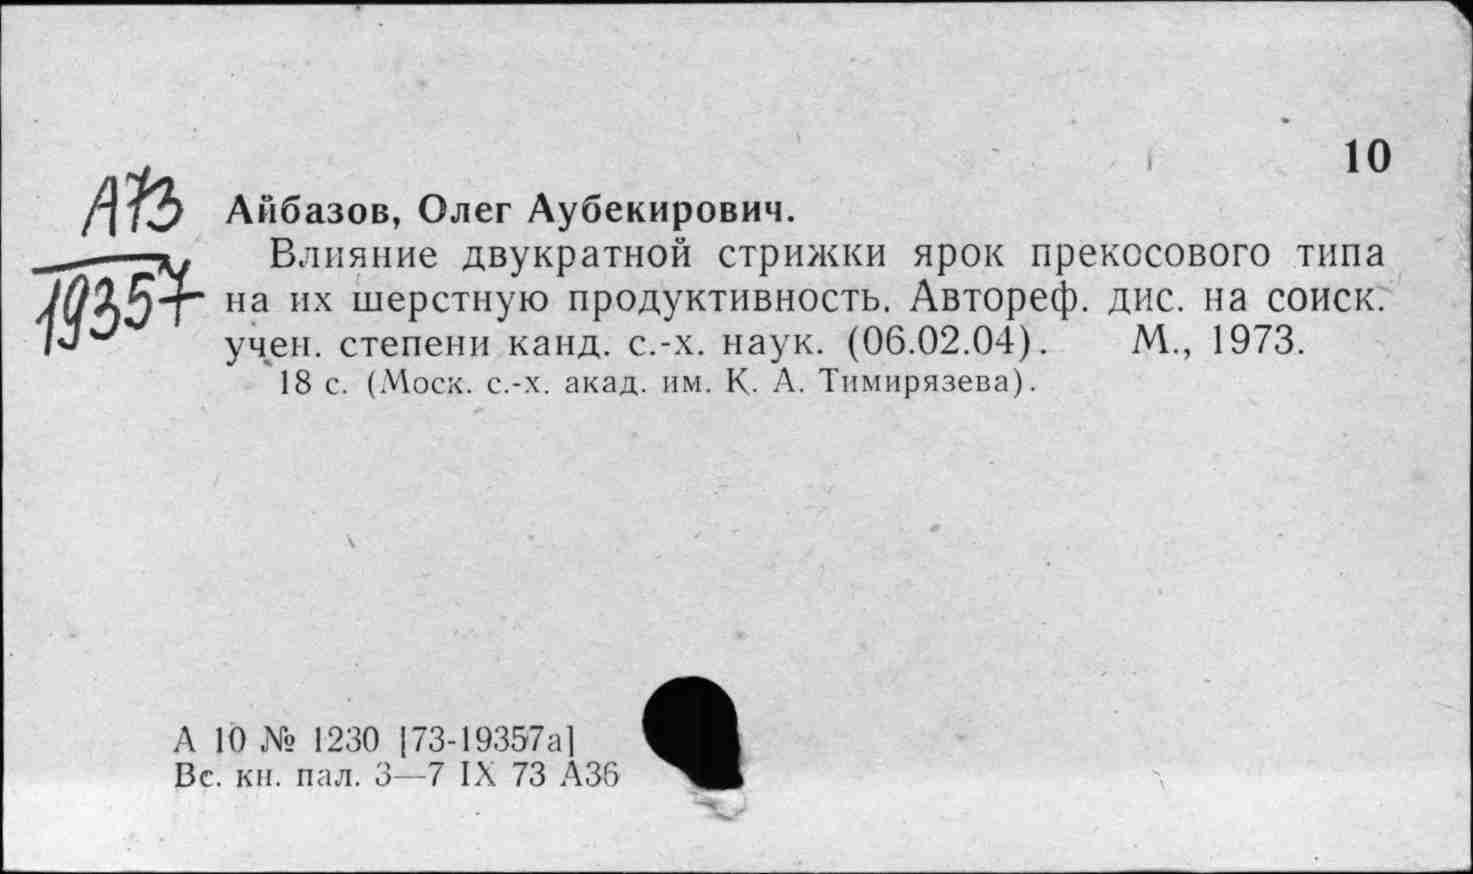 10
А73
19357
Айбазов, Олег Аубекирович.
Влияние двукратной стрижки ярок прекосового типа
на их шерстную продуктивность. Автореф. дис. на соиск.
учен. степени канд. с.-х. наук. (06.02.04). М., 1973.
18 с. (Моск. с.-х. акад. им. К. А. Тимирязева).
А 10 № 1230 [73-19357а]
Вс. кн. пал. 3—7 IX 73 А36